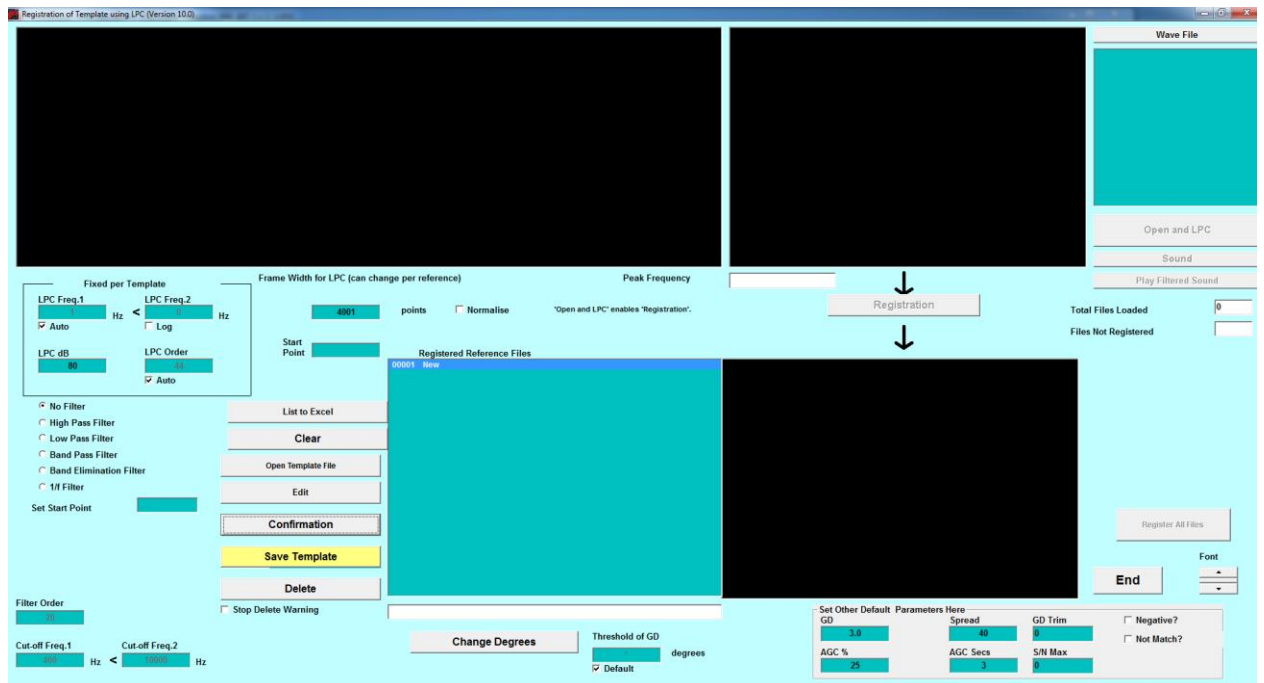 Registration of Template using LPC (Version 10.0)
Wave File
Open and LPC
Sound
Play Filtered Sound
Fixed per Template
Frame Width for LPC (can change per reference)
Peak Frequency
LPC Freq.1 LPC Freq.2
Hz < 0 Hz
Auto Log
4001 points Normalise 'Open and LPC' enables 'Registration'.
Registration
Total Files Loaded 0
Files Not Registered
LPC dB LPC Order
80 44
Auto
Start
Point
Registered Reference Files
00001 New
No Filter
High Pass Filter
Low Pass Filter
Band Pass Filter
Band Elimination Filter
1/f Filter
Set Start Point
List to Excel
Clear
Open Template File
Edit
Confirmation
Save Template
Delete
Stop Delete Warning
Register All Files
Font
End
Filter Order
20
Cut-off Freq.1 Cut-off Freq.2
400 Hz < 10000 Hz
Change Degrees
Threshold of GD
degrees
Default
Set Other Default Parameters Here
GD Spread GD Trim Negative?
3.0 40 0
Not Match?
AGC % AGC Secs S/N Max
25 3 0